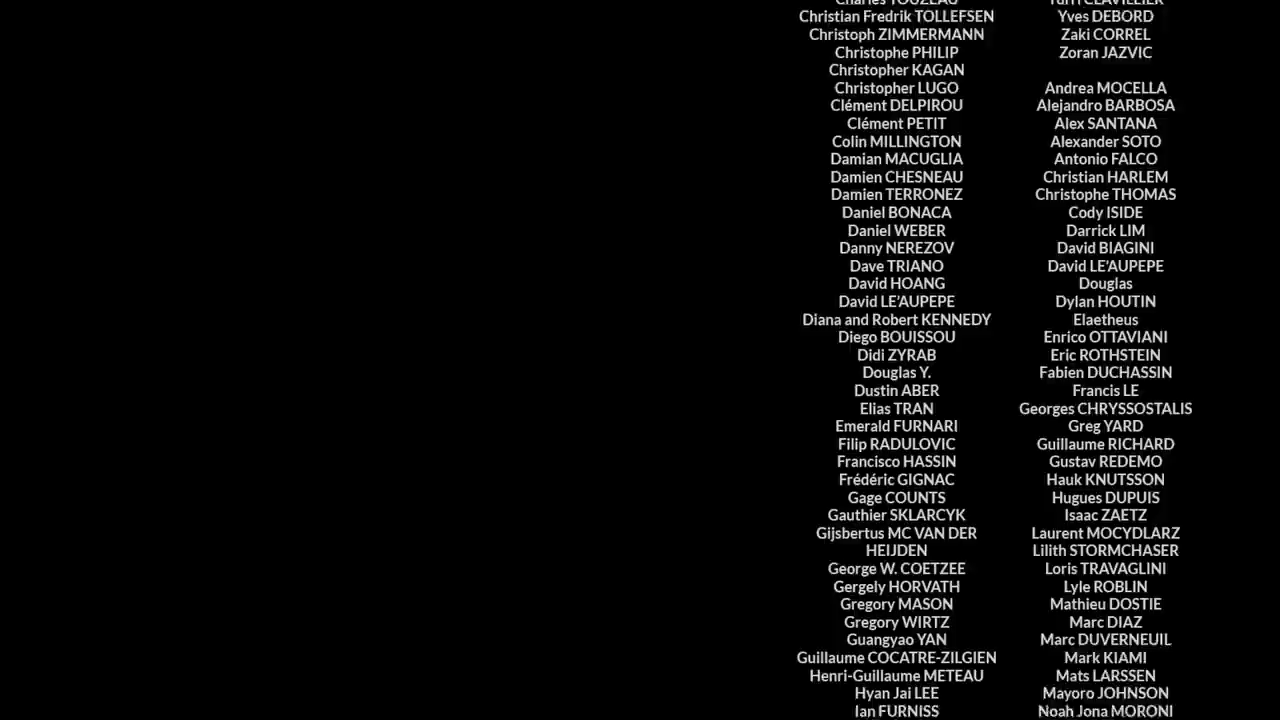 Charles TOUZEAU
Christian Fredrik TOLLEFSEN
Christoph ZIMMERMANN
Christophe PHILIP
Christopher KAGAN
Christopher LUGO
Clément DELPIROU
Clément PETIT
Colin MILLINGTON
Damian MACUGLIA
Damien CHESNEAU
Damien TERRONEZ
Daniel BONACA
Daniel WEBER
Danny NEREZOV
Dave TRIANO
David HOANG
David LE'AUPEPE
Diana and Robert KENNEDY
Diego BOUISSOU
Didi ZYRAB
Douglas Y.
Dustin ABER
Elias TRAN
Emerald FURNARI
Filip RADULOVIC
Francisco HASSIN
Frédéric GIGNAC
Gage COUNTS
Gauthier SKLARCYK
Gijsbertus MC VAN DER
HEIJDEN
George W. COETZEE
Gergely HORVATH
Gregory MASON
Gregory WIRTZ
Guangyao YAN
Guillaume COCATRE-ZILGIEN
Henri-Guillaume METEAU
Hyan Jai LEE
Ian FURNISS
CLAVILLIER
Yves DEBORD
Zaki CORREL
Zoran JAZVIC
Andrea MOCELLA
Alejandro BARBOSA
Alex SANTANA
Alexander SOTO
Antonio FALCO
Christian HARLEM
Christophe THOMAS
Cody ISIDE
Darrick LIM
David BIAGINI
David LE'AUPEPE
Douglas
Dylan HOUTIN
Elaetheus
Enrico OTTAVIANI
Eric ROTHSTEIN
Fabien DUCHASSIN
Francis LE
Georges CHRYSSOSTALIS
Greg YARD
Guillaume RICHARD
Gustav REDEMO
Hauk KNUTSSON
Hugues DUPUIS
Isaac ZAETZ
Laurent MOCYDLARZ
Lilith STORMCHASER
Loris TRAVAGLINI
Lyle ROBLIN
Mathieu DOSTIE
Marc DIAZ
Marc DUVERNEUIL
Mark KIAMI
Mats LARSSEN
Mayoro JOHNSON
Noah Jona MORONI